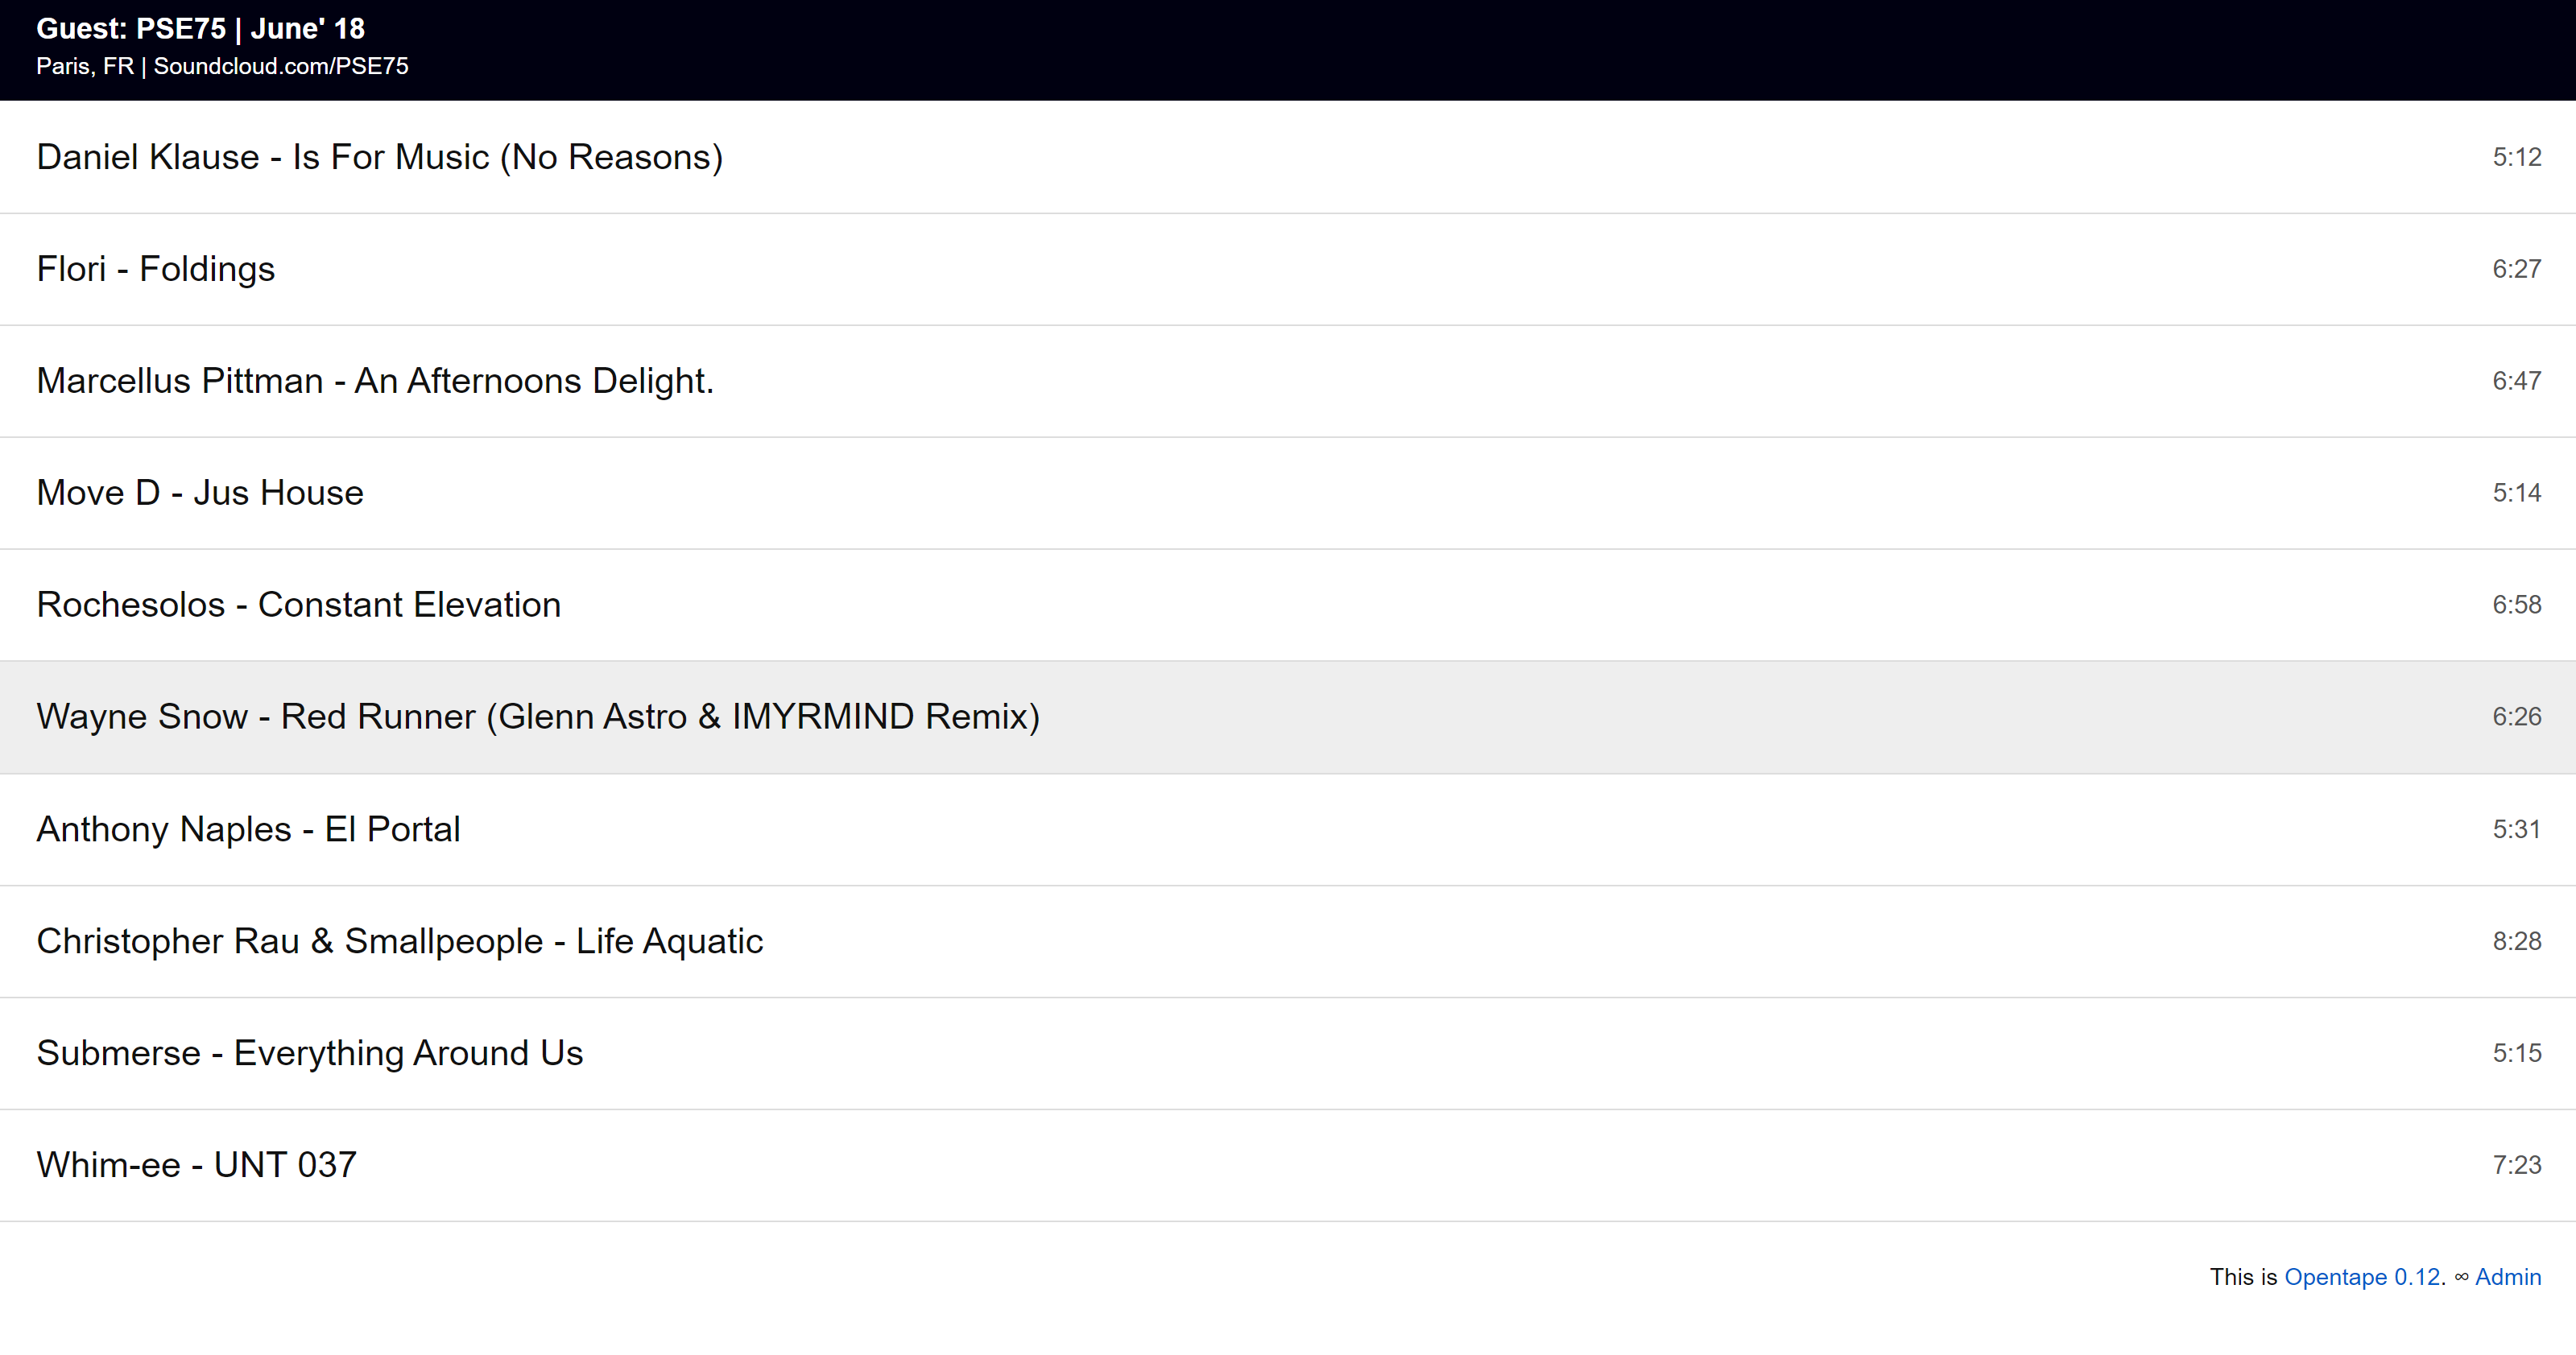 Guest: PSE75 | June' 18
Paris, FR | Soundcloud.com/PSE75
Daniel Klause - Is For Music (No Reasons) 5:12
Flori - Foldings 6:27
Marcellus Pittman - An Afternoons Delight. 6:47
Move D - Jus House 5:14
Rochesolos - Constant Elevation 6:58
Wayne Snow - Red Runner (Glenn Astro & IMYRMIND Remix) 6:26
Anthony Naples - El Portal 5:31
Christopher Rau & Smallpeople - Life Aquatic 8:28
Submerse - Everything Around Us 5:15
Whim-ee - UNT 037 7:23
This is Opentape 0.12. ∞ Admin